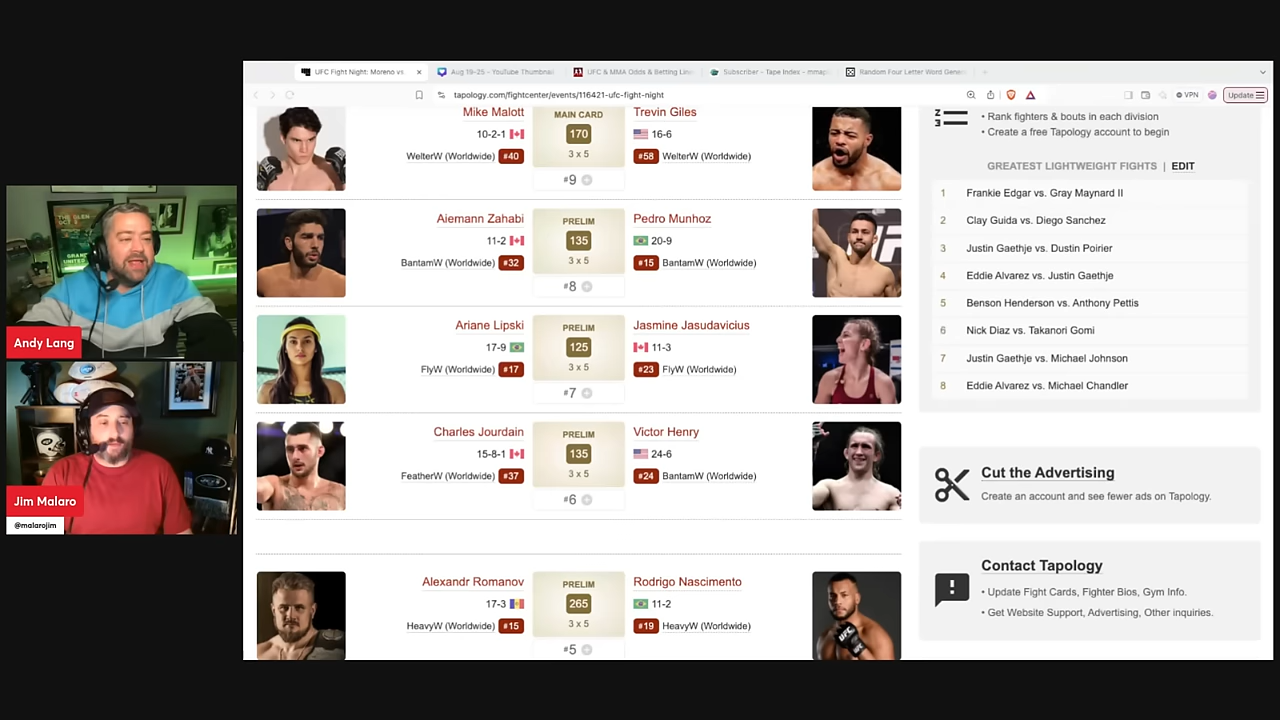 UFC Fight Night: Moreno vs.
Aug 19-25 – YouTube Thumbnail
UFC & MMA Odds & Betting Line
Subscriber - Tape Index - mmap
Random Four Letter Word Gener
tapology.com/fightcenter/events/116421-ufc-fight-night
VPN
Update
Mike Malott
10-2-1
WelterW (Worldwide) #40
MAIN CARD
170
3 x 5
#9
Trevin Giles
16-6
#58 WelterW (Worldwide)
Aiemann Zahabi
11-2
BantamW (Worldwide) #32
PRELIM
135
3 x 5
#8
Pedro Munhoz
20-9
#15 BantamW (Worldwide)
Ariane Lipski
17-9
FlyW (Worldwide) #17
PRELIM
125
3 x 5
#7
Jasmine Jasudavicius
11-3
#23 FlyW (Worldwide)
Charles Jourdain
15-8-1
FeatherW (Worldwide) #37
PRELIM
135
3 x 5
#6
Victor Henry
24-6
#24 BantamW (Worldwide)
Alexandr Romanov
17-3
HeavyW (Worldwide) #15
PRELIM
265
3 x 5
#5
Rodrigo Nascimento
11-2
#19 HeavyW (Worldwide)
• Rank fighters & bouts in each division
• Create a free Tapology account to begin
GREATEST LIGHTWEIGHT FIGHTS | EDIT
1 Frankie Edgar vs. Gray Maynard II
2 Clay Guida vs. Diego Sanchez
3 Justin Gaethje vs. Dustin Poirier
4 Eddie Alvarez vs. Justin Gaethje
5 Benson Henderson vs. Anthony Pettis
6 Nick Diaz vs. Takanori Gomi
7 Justin Gaethje vs. Michael Johnson
8 Eddie Alvarez vs. Michael Chandler
Cut the Advertising
Create an account and see fewer ads on Tapology.
Contact Tapology
• Update Fight Cards, Fighter Bios, Gym Info.
• Get Website Support, Advertising, Other inquiries.
Andy Lang
Jim Malaro
@malarojim